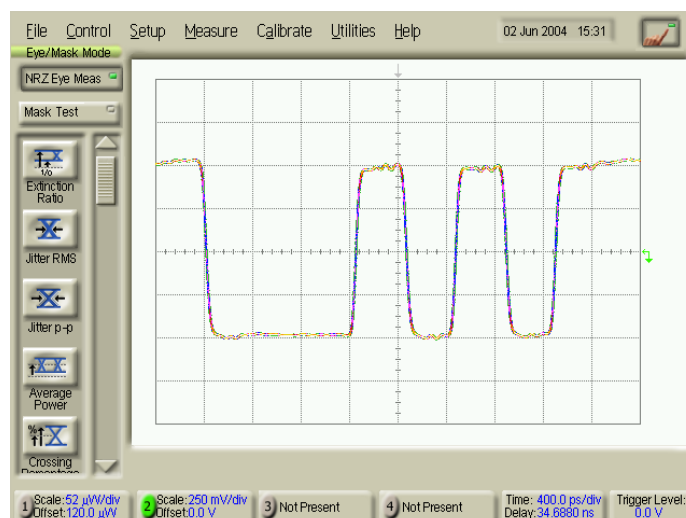 File Control Setup Measure Calibrate Utilities Help 02 Jun 2004 15:31
Eye/Mask Mode
NRZ Eye Meas
Mask Test
1/0
Extinction
Ratio
Jitter RMS
Jitter p-p
Average
Power
%
Crossing
Percentage
1 Scale:52 µW/div
Offset:120.0 µW
2 Scale:250 mV/div
Offset:0.0 V
3 Not Present
4 Not Present
Time: 400.0 ps/div
Delay:34.6880 ns
Trigger Level:
0.0 V